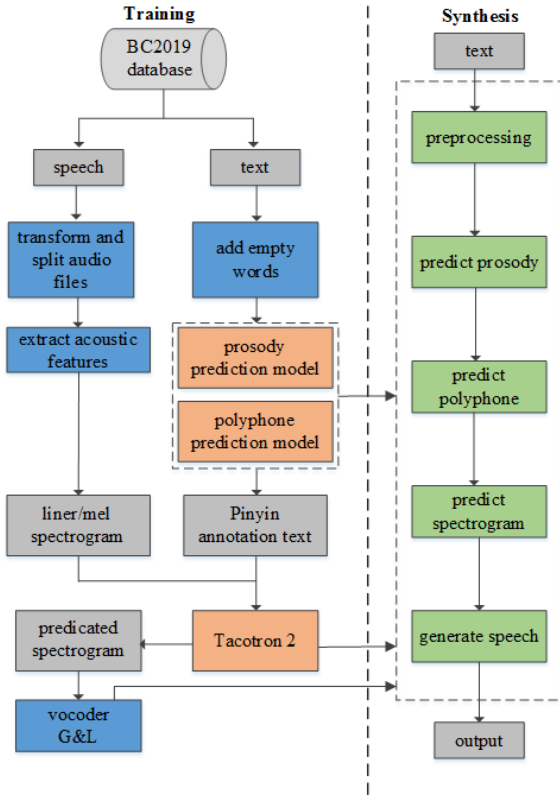 Training
BC2019
database
speech
text
transform and
split audio
files
add empty
words
extract acoustic
features
prosody
prediction model
polyphone
prediction model
liner/mel
spectrogram
Pinyin
annotation text
predicated
spectrogram
Tacotron 2
vocoder
G&L
Synthesis
text
preprocessing
predict prosody
predict
polyphone
predict
spectrogram
generate speech
output